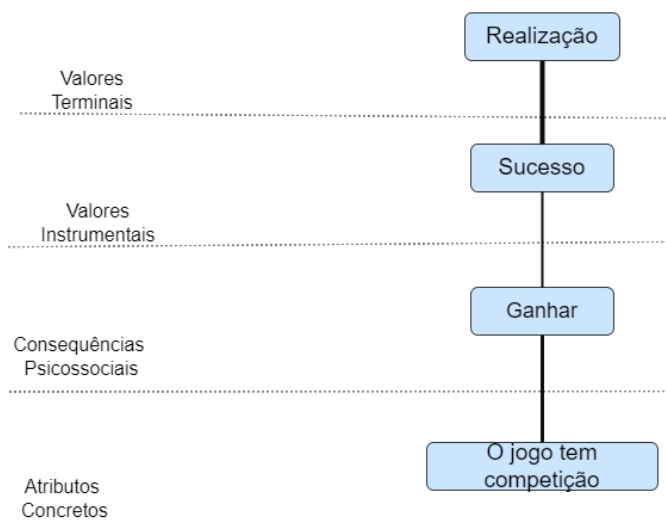 Realização
Valores
Terminais
Sucesso
Valores
Instrumentais
Ganhar
Consequências
Psicossociais
O jogo tem
competição
Atributos
Concretos